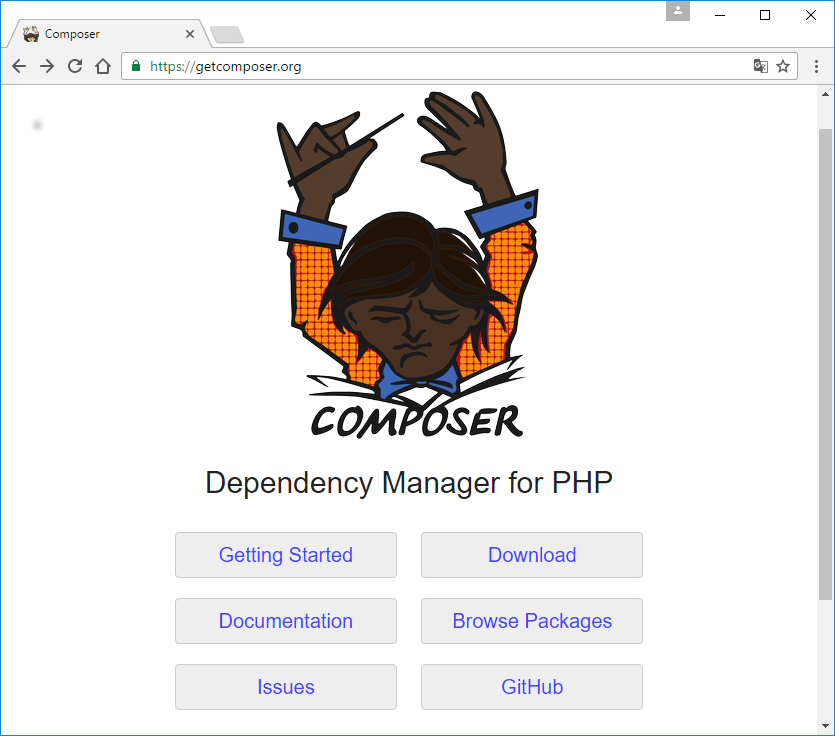 Composer
https://getcomposer.org
COMPOSER
Dependency Manager for PHP
Getting Started
Download
Documentation
Browse Packages
Issues
GitHub